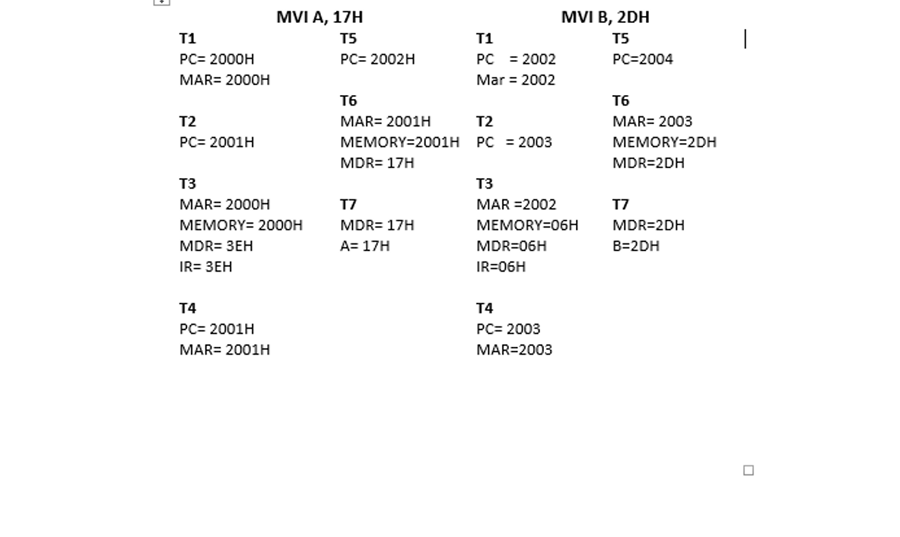 MVI A, 17H
T1
PC= 2000H
MAR= 2000H
T2
PC= 2001H
T3
MAR= 2000H
MEMORY= 2000H
MDR= 3EH
IR= 3EH
T4
PC= 2001H
MAR= 2001H
T5
PC= 2002H
T6
MAR= 2001H
MEMORY=2001H
MDR= 17H
T7
MDR= 17H
A= 17H
MVI B, 2DH
T1
PC = 2002
Mar = 2002
T2
PC = 2003
T3
MAR =2002
MEMORY=06H
MDR=06H
IR=06H
T4
PC= 2003
MAR=2003
T5
PC=2004
T6
MAR= 2003
MEMORY=2DH
MDR=2DH
T7
MDR=2DH
B=2DH